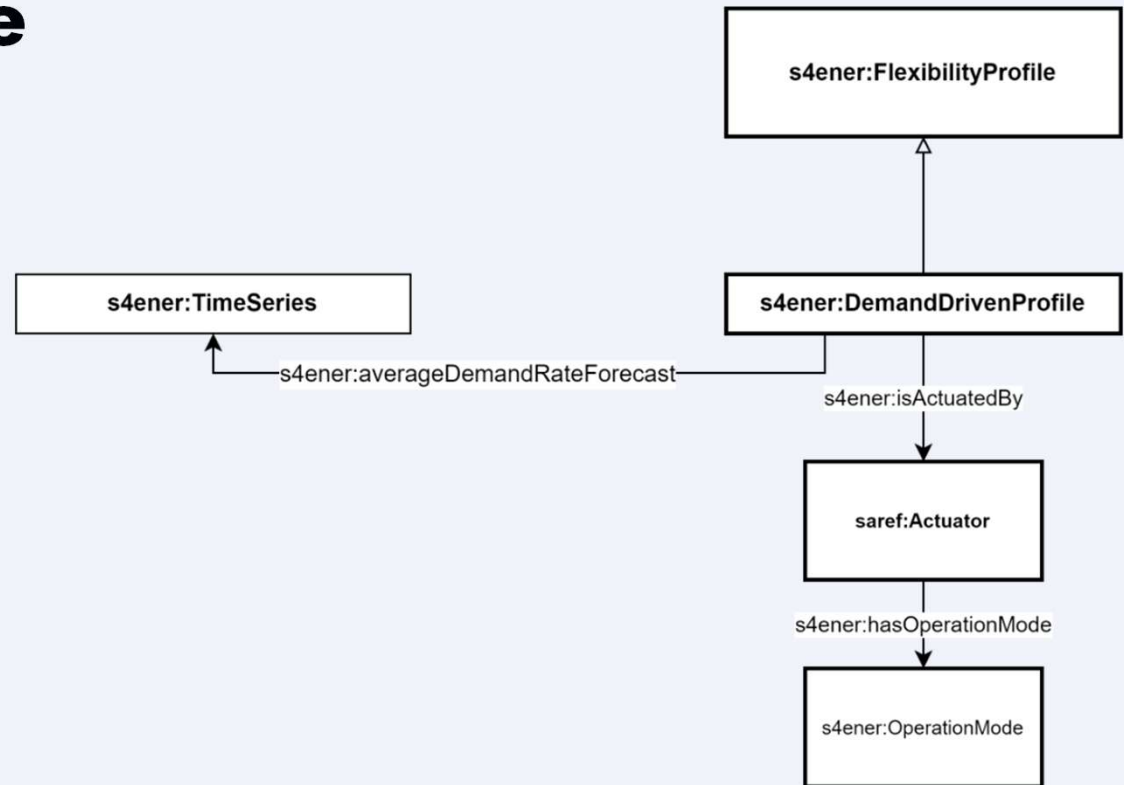 e
s4ener:FlexibilityProfile
s4ener:TimeSeries
s4ener:DemandDrivenProfile
s4ener:averageDemandRateForecast
s4ener:isActuatedBy
saref:Actuator
s4ener:hasOperationMode
s4ener:OperationMode